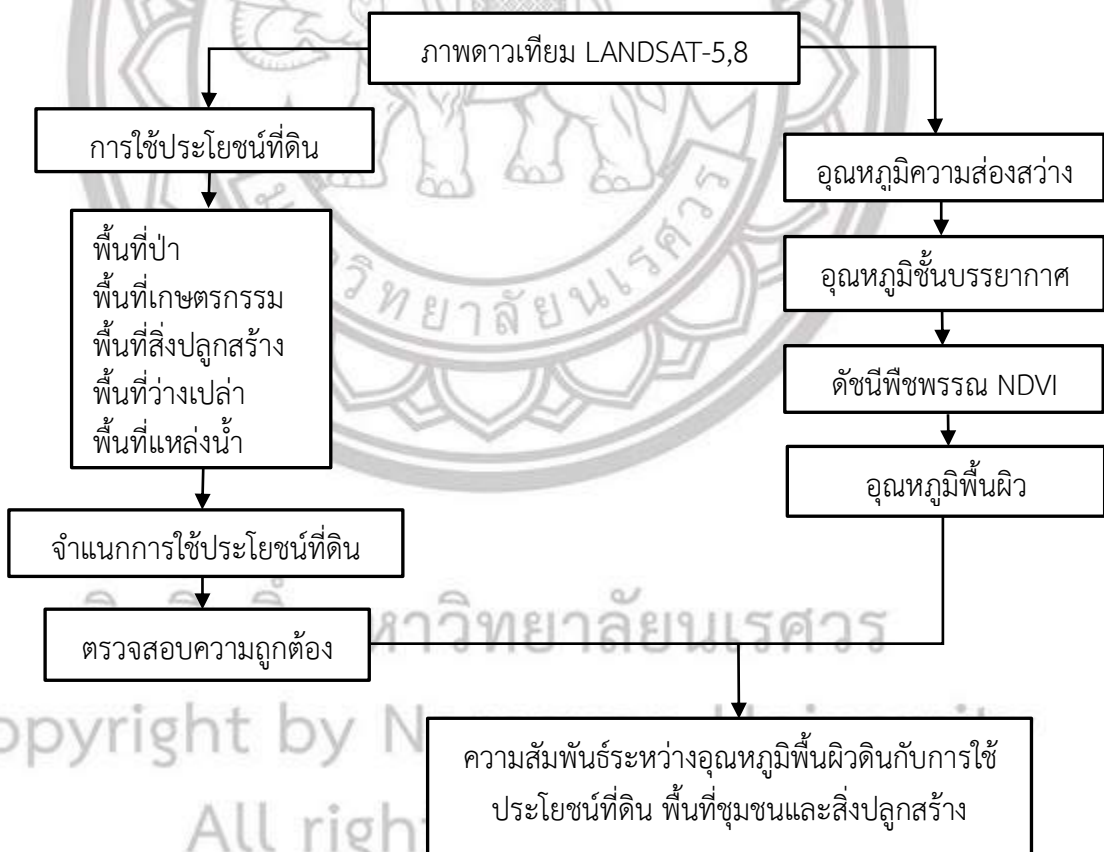 ภาพดาวเทียม LANDSAT-5,8
การใช้ประโยชน์ที่ดิน
พื้นที่ป่า
พื้นที่เกษตรกรรม
พื้นที่สิ่งปลูกสร้าง
พื้นที่ว่างเปล่า
พื้นที่แหล่งน้ำ
จำแนกการใช้ประโยชน์ที่ดิน
ตรวจสอบความถูกต้อง
อุณหภูมิความส่องสว่าง
อุณหภูมิชั้นบรรยากาศ
ดัชนีพืชพรรณ NDVI
อุณหภูมิพื้นผิว
ความสัมพันธ์ระหว่างอุณหภูมิพื้นผิวดินกับการใช้
ประโยชน์ที่ดิน พื้นที่ชุมชนและสิ่งปลูกสร้าง
วิทยาลัยนเรศวร
หาวิทยาลัยนเรศวร
opyright by N
All righ